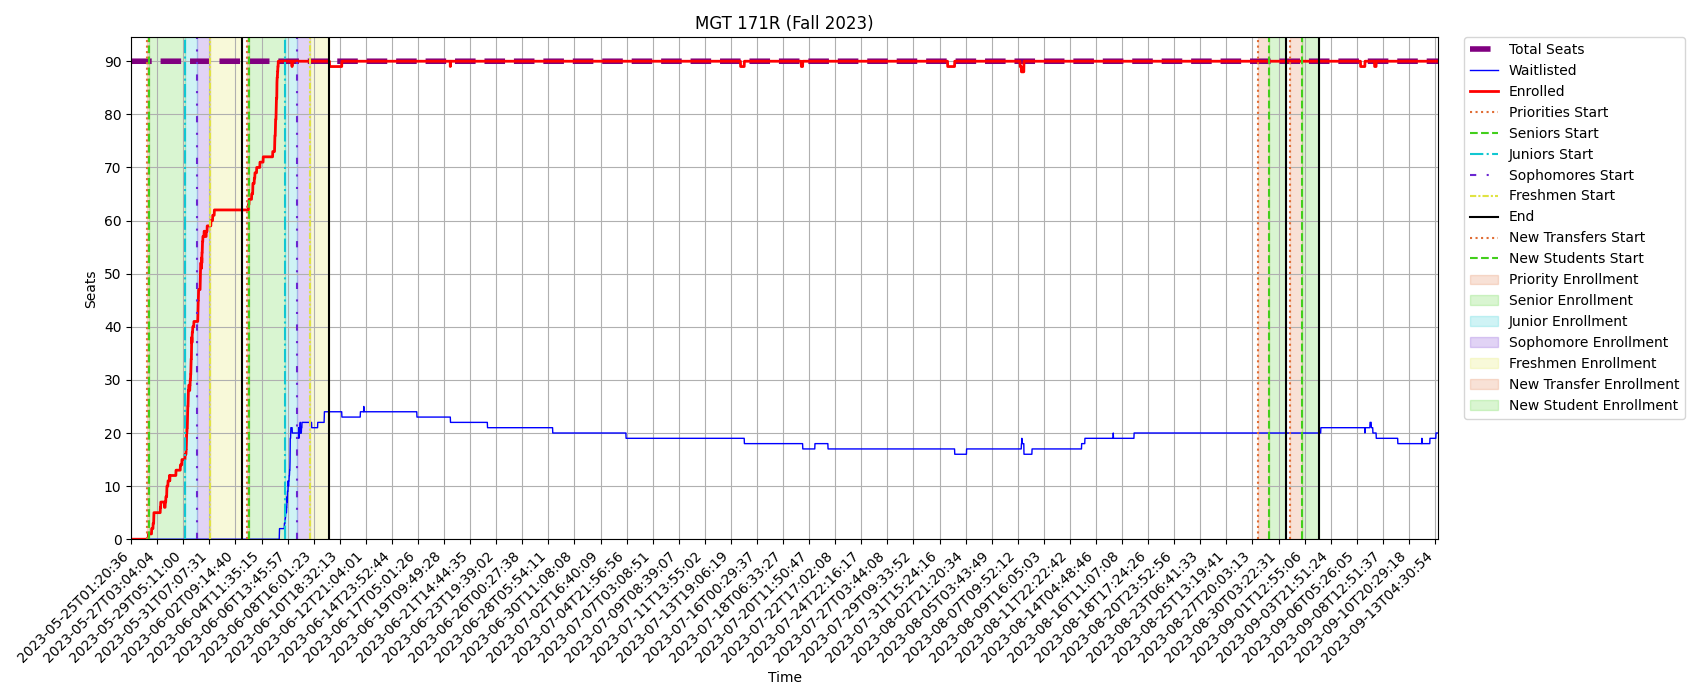 MGT 171R (Fall 2023)
Seats
90
80
70
60
50
40
30
20
10
0
2023-05-25T01:20:36
2023-05-27T03:04:04
2023-05-29T05:11:00
2023-05-31T07:07:31
2023-06-02T09:14:40
2023-06-04T11:35:15
2023-06-06T13:45:57
2023-06-08T16:01:23
2023-06-10T18:32:13
2023-06-12T21:04:01
2023-06-14T23:52:44
2023-06-17T05:01:26
2023-06-19T09:49:28
2023-06-21T14:44:35
2023-06-23T19:39:02
2023-06-26T00:27:38
2023-06-28T05:54:11
2023-06-30T11:08:08
2023-07-02T16:40:09
2023-07-04T21:56:56
2023-07-07T03:08:51
2023-07-09T08:39:07
2023-07-11T13:55:02
2023-07-13T19:06:19
2023-07-16T00:29:37
2023-07-18T06:33:27
2023-07-20T11:50:47
2023-07-22T17:02:08
2023-07-24T22:16:17
2023-07-27T03:44:08
2023-07-29T09:33:52
2023-07-31T15:24:16
2023-08-02T21:20:34
2023-08-05T03:43:49
2023-08-07T09:52:12
2023-08-09T16:05:03
2023-08-11T22:22:42
2023-08-14T04:48:46
2023-08-16T11:07:08
2023-08-18T17:24:26
2023-08-20T23:52:56
2023-08-23T06:41:33
2023-08-25T13:19:41
2023-08-27T20:03:13
2023-08-30T03:22:31
2023-09-01T12:55:06
2023-09-03T21:51:24
2023-09-06T05:26:05
2023-09-08T12:51:37
2023-09-10T20:29:18
2023-09-13T04:30:54
Time
Total Seats
Waitlisted
Enrolled
Priorities Start
Seniors Start
Juniors Start
Sophomores Start
Freshmen Start
End
New Transfers Start
New Students Start
Priority Enrollment
Senior Enrollment
Junior Enrollment
Sophomore Enrollment
Freshmen Enrollment
New Transfer Enrollment
New Student Enrollment